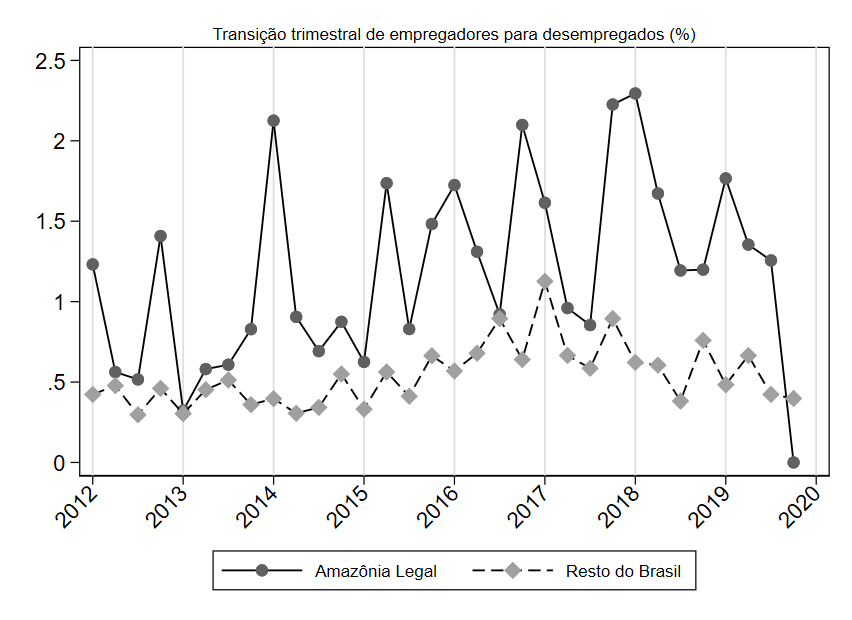 Transição trimestral de empregadores para desempregados (%)
2.5
2
1.5
1
.5
0
2012 2013 2014 2015 2016 2017 2018 2019 2020
Amazônia Legal Resto do Brasil